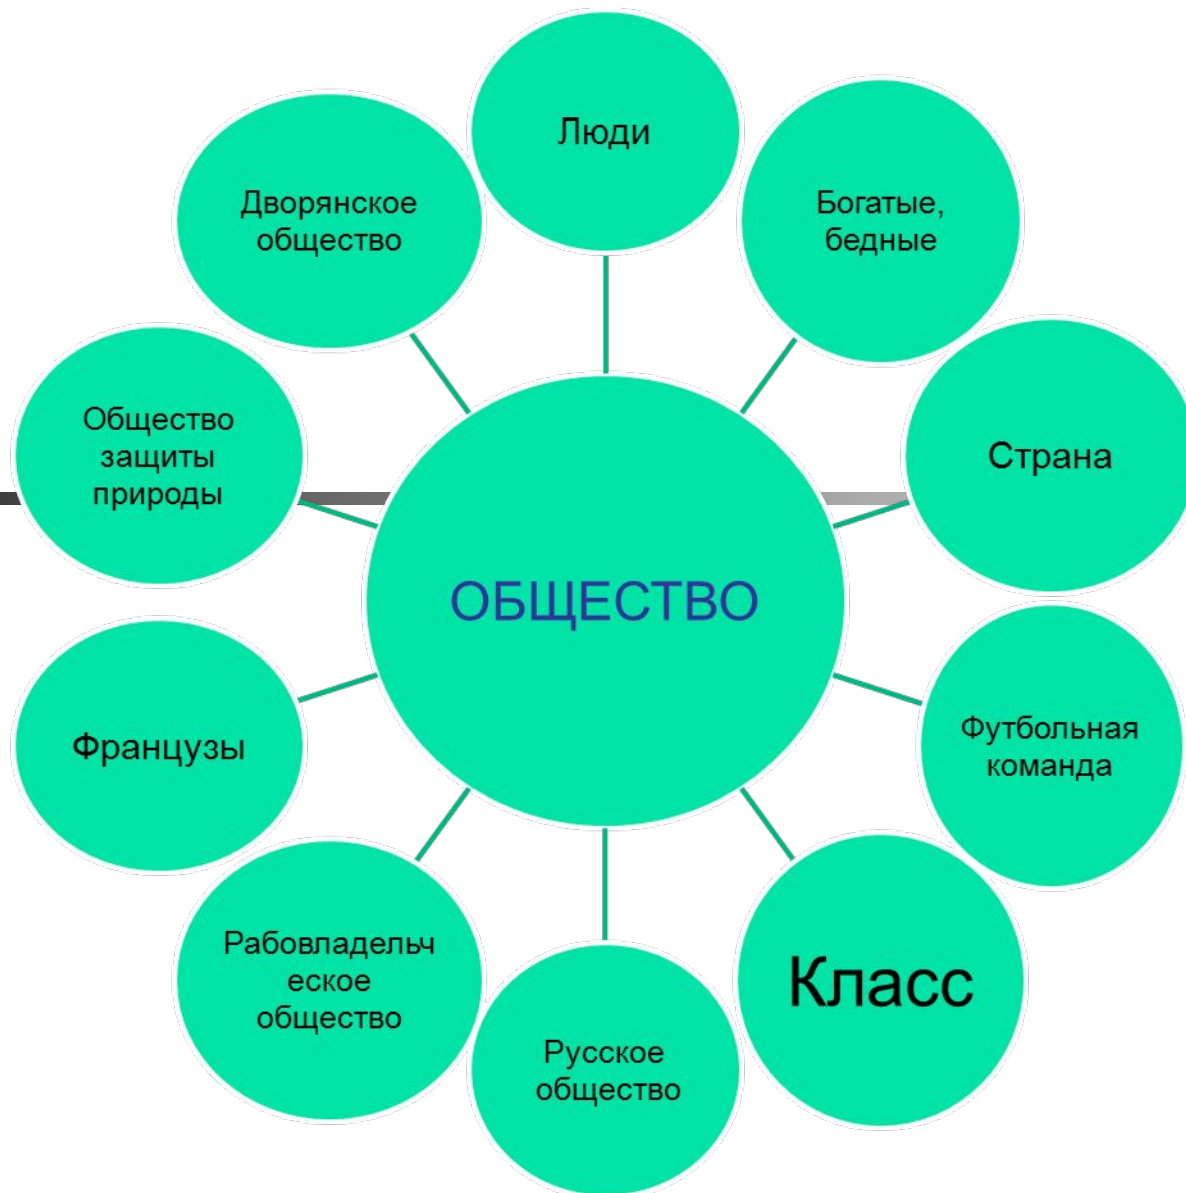 Люди
Богатые,
бедные
Страна
Футбольная
команда
Класс
Русское
общество
Рабовладельч
еское
общество
Французы
Общество
защиты
природы
Дворянское
общество
ОБЩЕСТВО